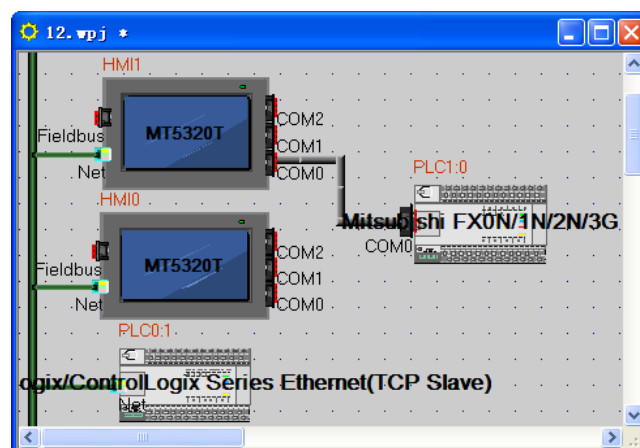 12.wpj *
HMI1
MT5320T
COM2
COM1
COM0
Fieldbus
Net
PLC1:0
Mitsubishi FX0N/1N/2N/3G
COM0
HMI0
MT5320T
COM2
COM1
COM0
Fieldbus
Net
PLC0:1
ogix/ControlLogix Series Ethernet(TCP Slave)
Net